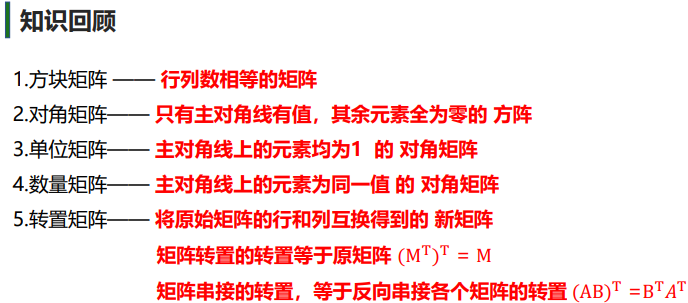 知识回顾
1.方块矩阵 —— 行列数相等的矩阵
2.对角矩阵—— 只有主对角线有值，其余元素全为零的 方阵
3.单位矩阵—— 主对角线上的元素均为1 的 对角矩阵
4.数量矩阵—— 主对角线上的元素为同一值 的 对角矩阵
5.转置矩阵—— 将原始矩阵的行和列互换得到的 新矩阵
矩阵转置的转置等于原矩阵 (Mᵀ)ᵀ = M
矩阵串接的转置，等于反向串接各个矩阵的转置 (AB)ᵀ =BᵀAᵀ